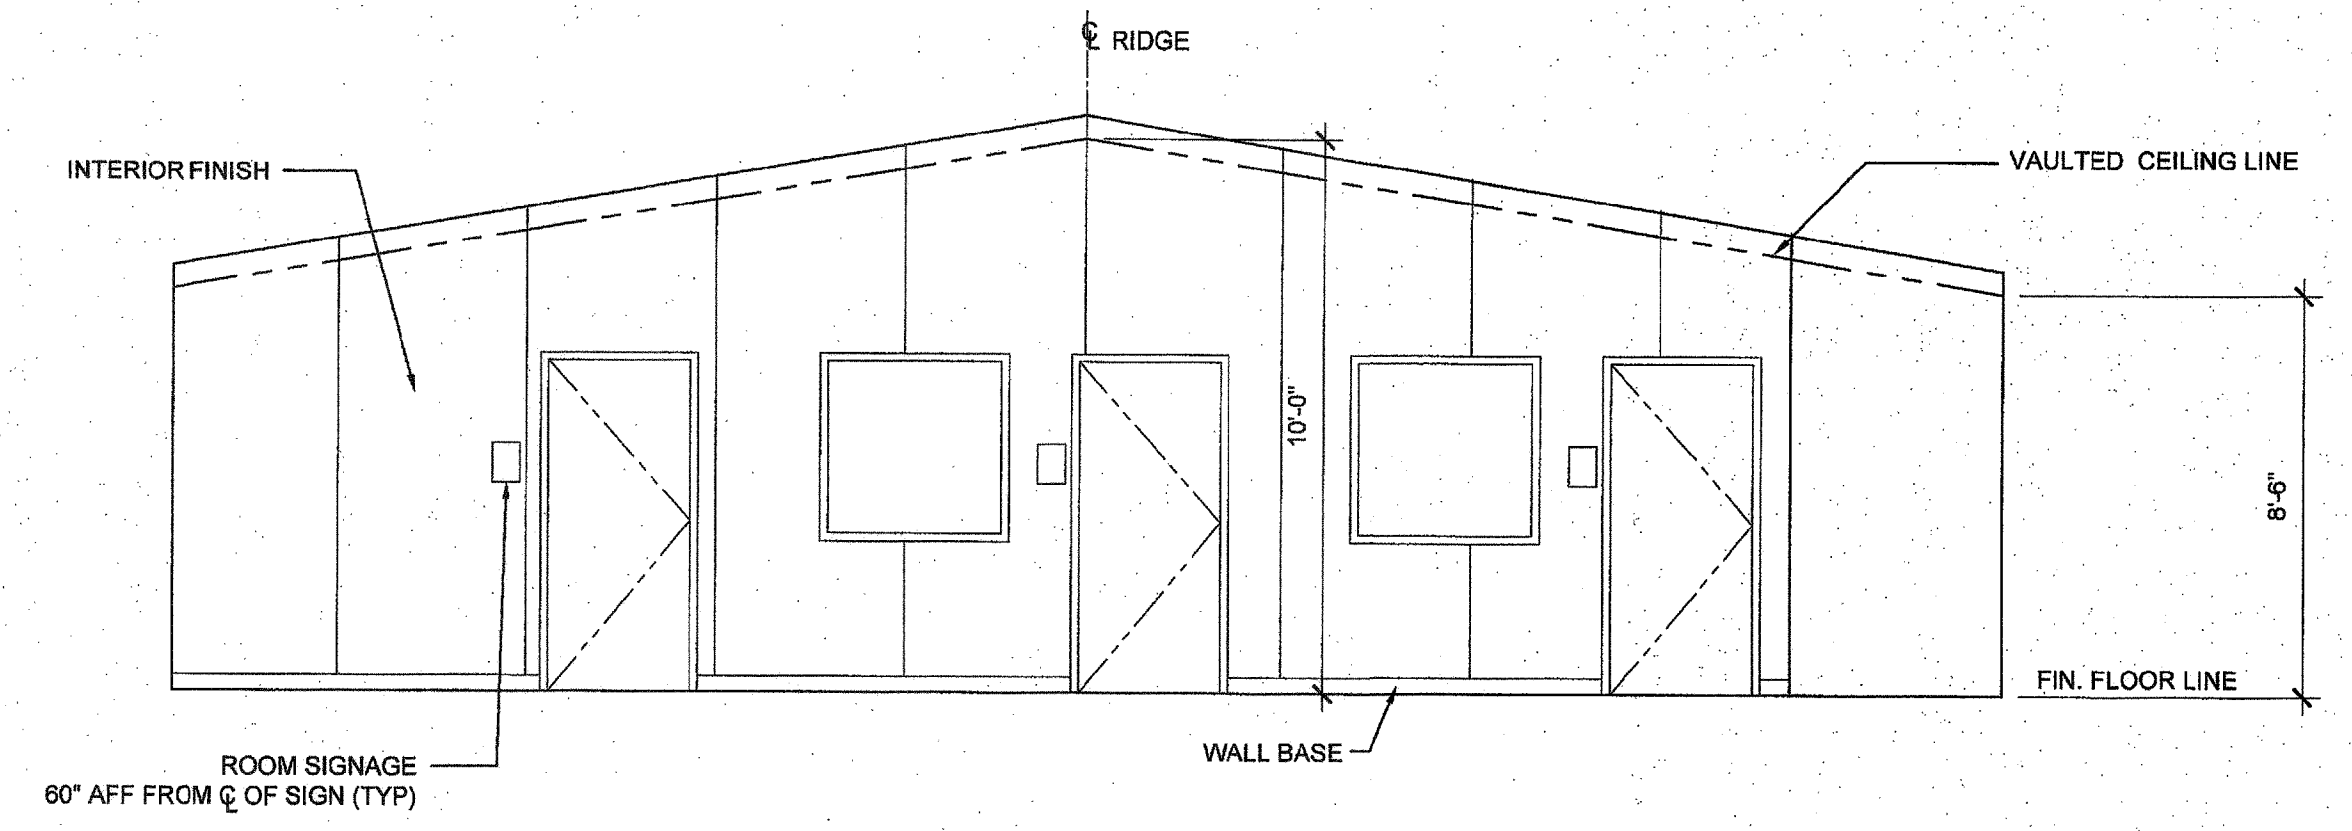 ℄ RIDGE
INTERIOR FINISH
VAULTED CEILING LINE
10'-0"
8'-6"
FIN. FLOOR LINE
WALL BASE
ROOM SIGNAGE
60" AFF FROM ℄ OF SIGN (TYP)